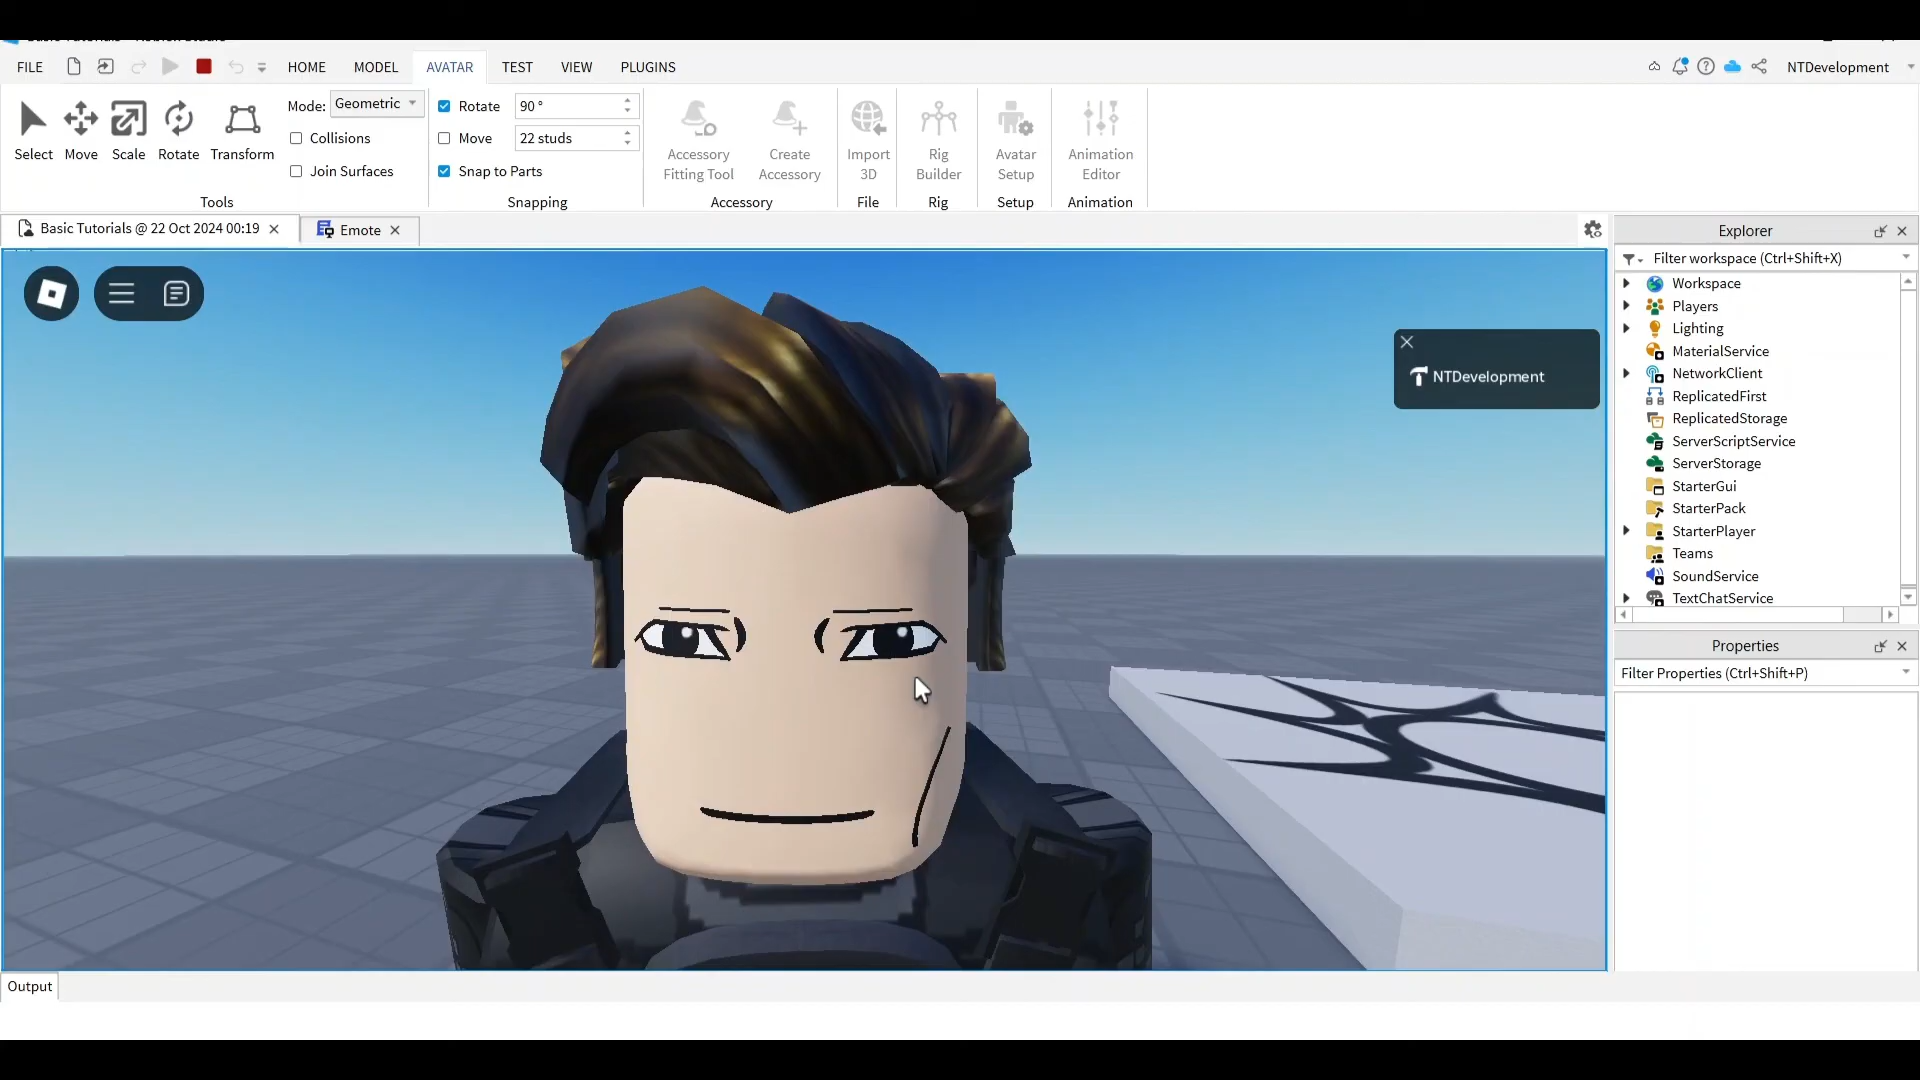 FILE HOME MODEL AVATAR TEST VIEW PLUGINS NTDevelopment
Select Move Scale Rotate Transform
Mode: Geometric
Collisions
Join Surfaces
Tools
Rotate 90 °
Move 22 studs
Snap to Parts
Snapping
Accessory
Fitting Tool
Create
Accessory
Accessory
Import
3D
File
Rig
Builder
Rig
Avatar
Setup
Setup
Animation
Editor
Animation
Basic Tutorials @ 22 Oct 2024 00:19
Emote
NTDevelopment
Explorer
Filter workspace (Ctrl+Shift+X)
Workspace
Players
Lighting
MaterialService
NetworkClient
ReplicatedFirst
ReplicatedStorage
ServerScriptService
ServerStorage
StarterGui
StarterPack
StarterPlayer
Teams
SoundService
TextChatService
Properties
Filter Properties (Ctrl+Shift+P)
Output